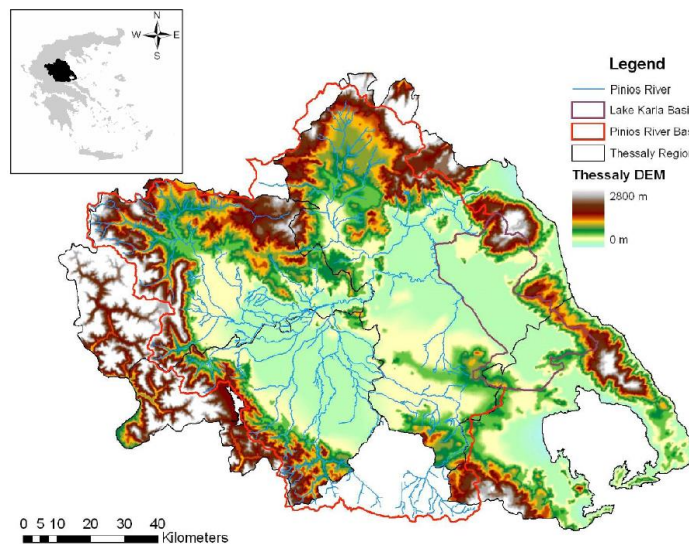 N
W E
S
Legend
Pinios River
Lake Karla Basi
Pinios River Bas
Thessaly Region
Thessaly DEM
2800 m
0 m
0 5 10 20 30 40
Kilometers